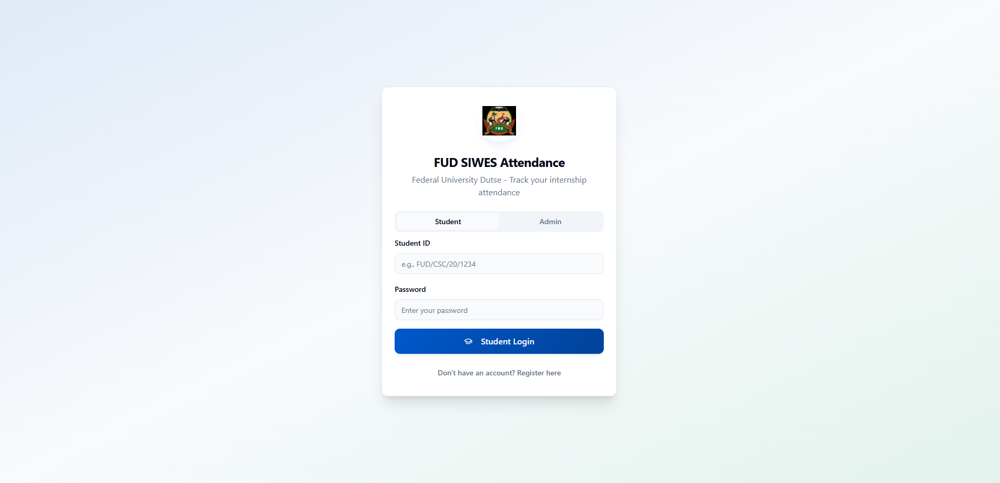 FUD
FUD SIWES Attendance
Federal University Dutse - Track your internship
attendance
Student
Admin
Student ID
e.g., FUD/CSC/20/1234
Password
Enter your password
Student Login
Don't have an account? Register here